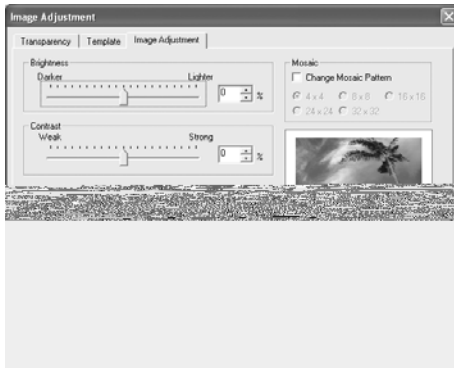 Image Adjustment
Transparency Template Image Adjustment
Brightness
Darker Lighter
0 %
Contrast
Weak Strong
0 %
Mosaic
Change Mosaic Pattern
4 x 4 8 x 8 16 x 16
24 x 24 32 x 32